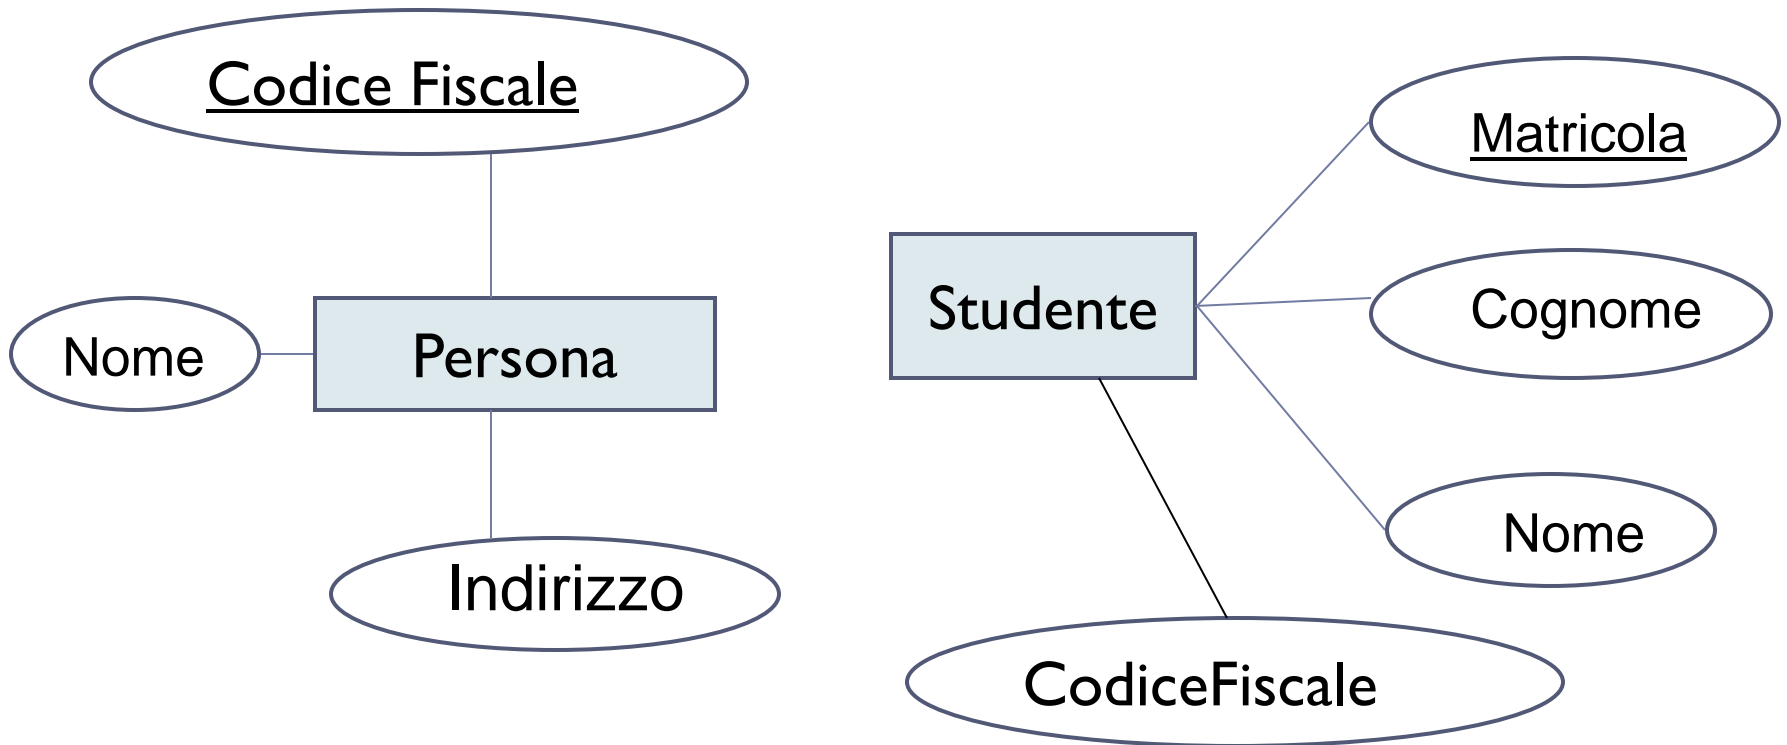 Codice Fiscale
Nome
Persona
Indirizzo
Studente
Matricola
Cognome
Nome
CodiceFiscale